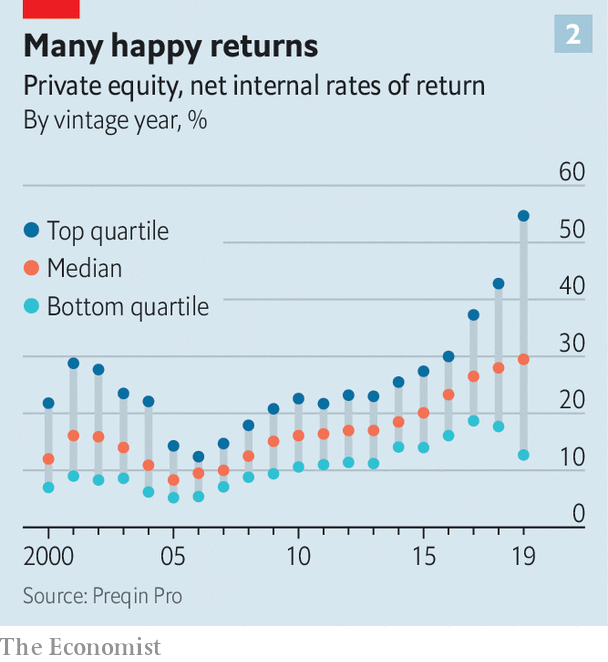 2
Many happy returns
Private equity, net internal rates of return
By vintage year, %
60
Top quartile
50
Median
40
Bottom quartile
30
20
10
0
2000 05 10 15 19
Source: Preqin Pro
The Economist